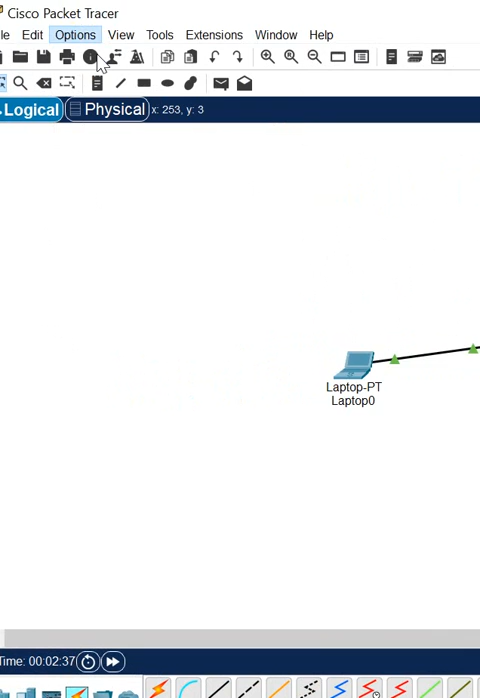 Cisco Packet Tracer
le Edit Options View Tools Extensions Window Help
Logical Physical x: 253, y: 3
Laptop-PT
Laptop0
Time: 00:02:37